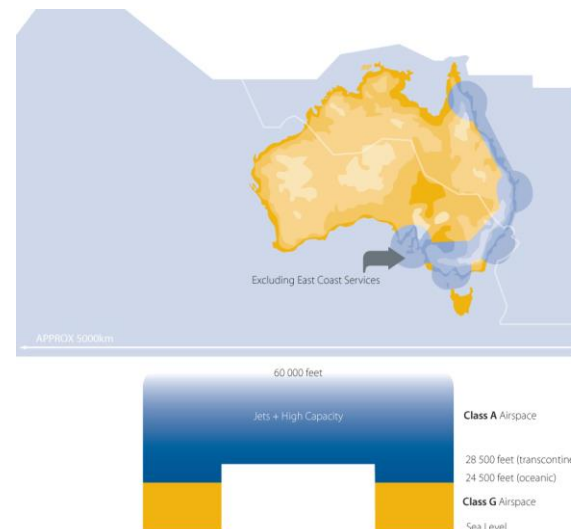 Excluding East Coast Services
APPROX 5000km
60 000 feet
Jets + High Capacity
Class A Airspace
28 500 feet (transcontine
24 500 feet (oceanic)
Class G Airspace
Sea Level